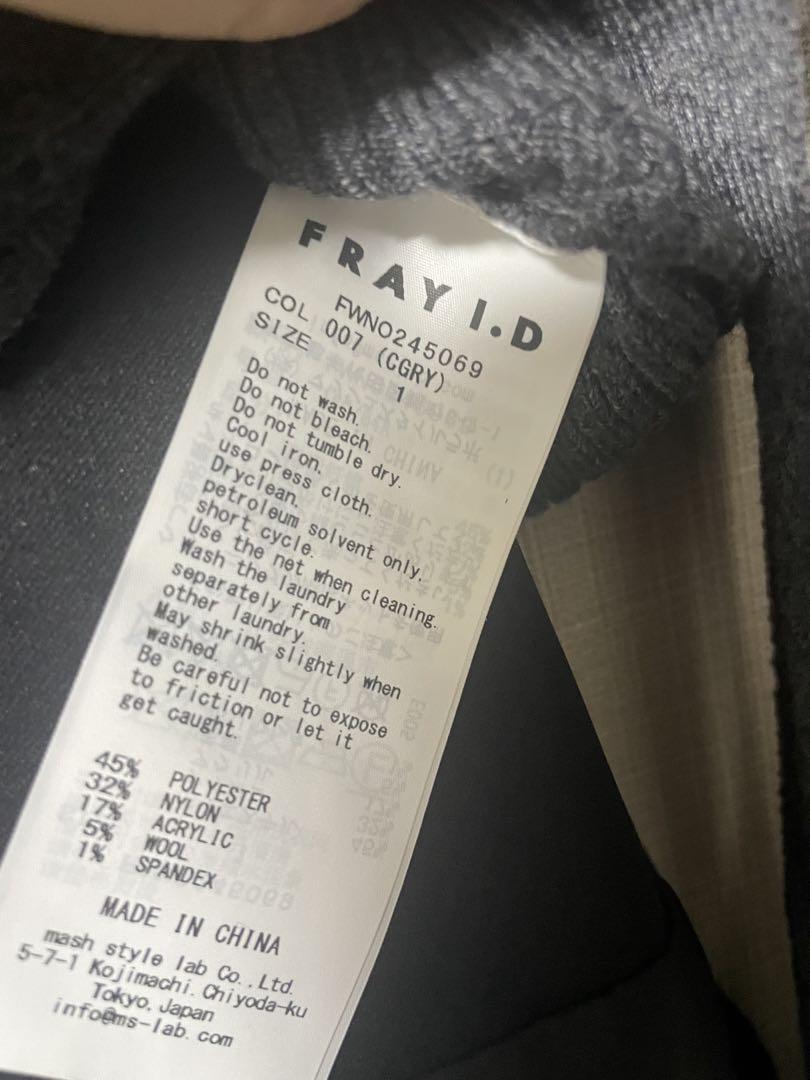 FRAY I.D
FWNO245069
COL 007 (CGRY)
SIZE 1
Do not wash.
Do not bleach.
Do not tumble dry.
Cool iron.
use press cloth.
Dryclean.
petroleum solvent only.
short cycle.
Use the net when cleaning.
Wash the laundry
separately from
other laundry.
May shrink slightly when
washed.
Be careful not to expose
to friction or let it
get caught.
45% POLYESTER
32% NYLON
17% ACRYLIC
5% WOOL
1% SPANDEX
MADE IN CHINA
mash style lab Co.,Ltd.
5-7-1 Kojimachi. Chiyoda-ku
Tokyo. Japan
info@ms-lab.com